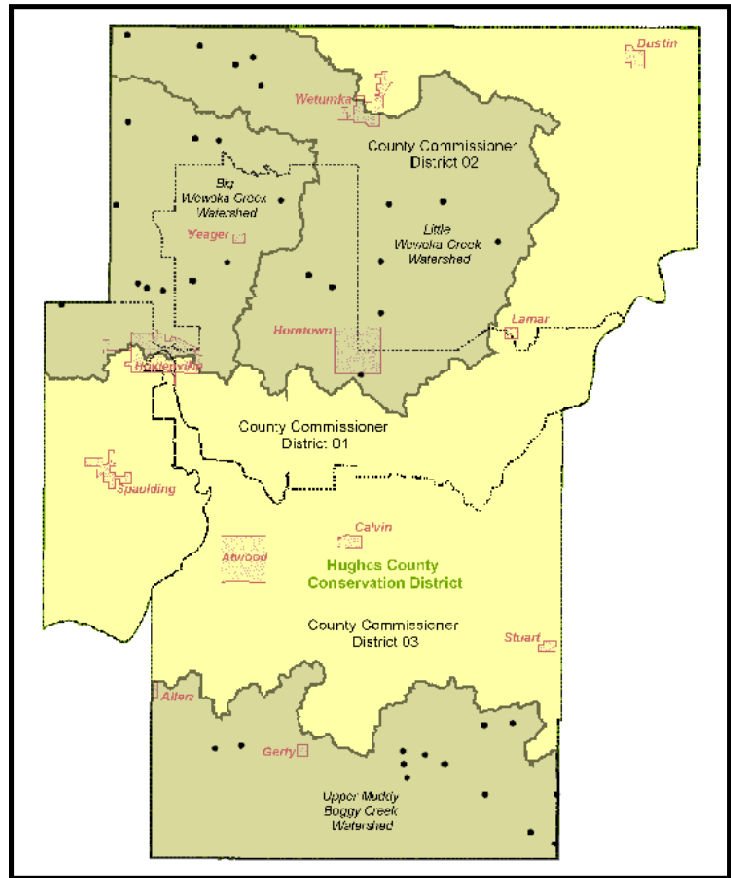 Dustin
Wetumka
County Commissioner
District 02
Big
Wewoka Creek
Watershed
Little
Wewoka Creek
Watershed
Yeager
Horntown
Lamar
Holdenville
County Commissioner
District 01
Spaulding
Calvin
Atwood
Hughes County
Conservation District
County Commissioner
District 03
Stuart
Allen
Gerty
Upper Muddy
Boggy Creek
Watershed